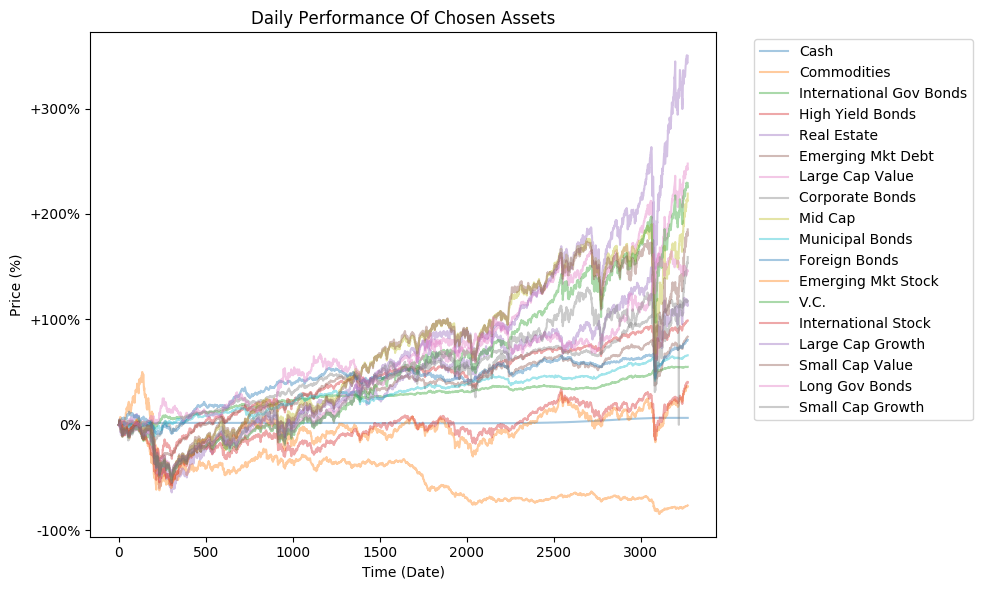 Daily Performance Of Chosen Assets
Price (%)
+300%
+200%
+100%
0%
-100%
0 500 1000 1500 2000 2500 3000
Time (Date)
Cash
Commodities
International Gov Bonds
High Yield Bonds
Real Estate
Emerging Mkt Debt
Large Cap Value
Corporate Bonds
Mid Cap
Municipal Bonds
Foreign Bonds
Emerging Mkt Stock
V.C.
International Stock
Large Cap Growth
Small Cap Value
Long Gov Bonds
Small Cap Growth